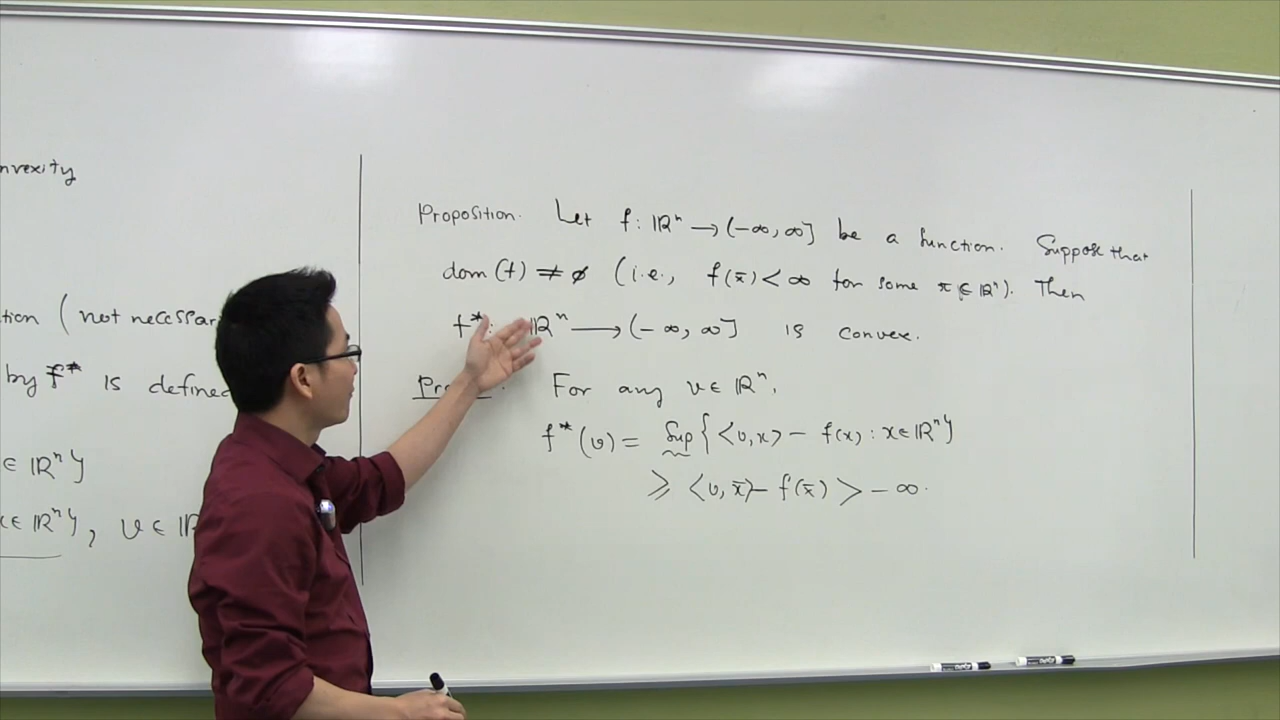 nvexity
tion (not necessar
by f* is defined
∈ ℝⁿ}
x∈ℝⁿ}, v∈ℝ
Proposition. Let f: ℝⁿ → (-∞, ∞] be a function. Suppose that
dom(f) ≠ ∅ (i.e., f(x̄) < ∞ for some x̄∈ℝⁿ). Then
f*: ℝⁿ → (-∞, ∞] is convex.
For any v∈ℝⁿ,
f*(v) = sup{<v,x> - f(x) : x∈ℝⁿ}
≥ <v,x̄> - f(x̄) > -∞.